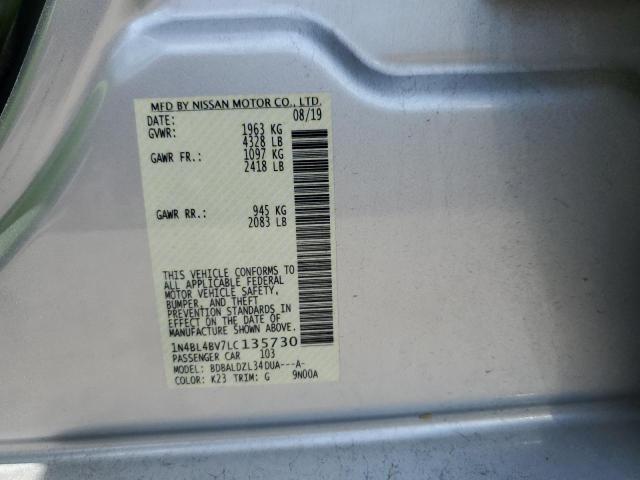 MFD BY NISSAN MOTOR CO., LTD.
DATE: 08/19
GVWR: 1963 KG
4328 LB
GAWR FR.: 1097 KG
2418 LB
GAWR RR.: 945 KG
2083 LB
THIS VEHICLE CONFORMS TO
ALL APPLICABLE FEDERAL
MOTOR VEHICLE SAFETY,
BUMPER, AND THEFT
PREVENTION STANDARDS IN
EFFECT ON THE DATE OF
MANUFACTURE SHOWN ABOVE.
1N4BL4BV7LC135730
PASSENGER CAR 103
MODEL: BDBALDZL34DUA---A-
COLOR: K23 TRIM: G 9N00A